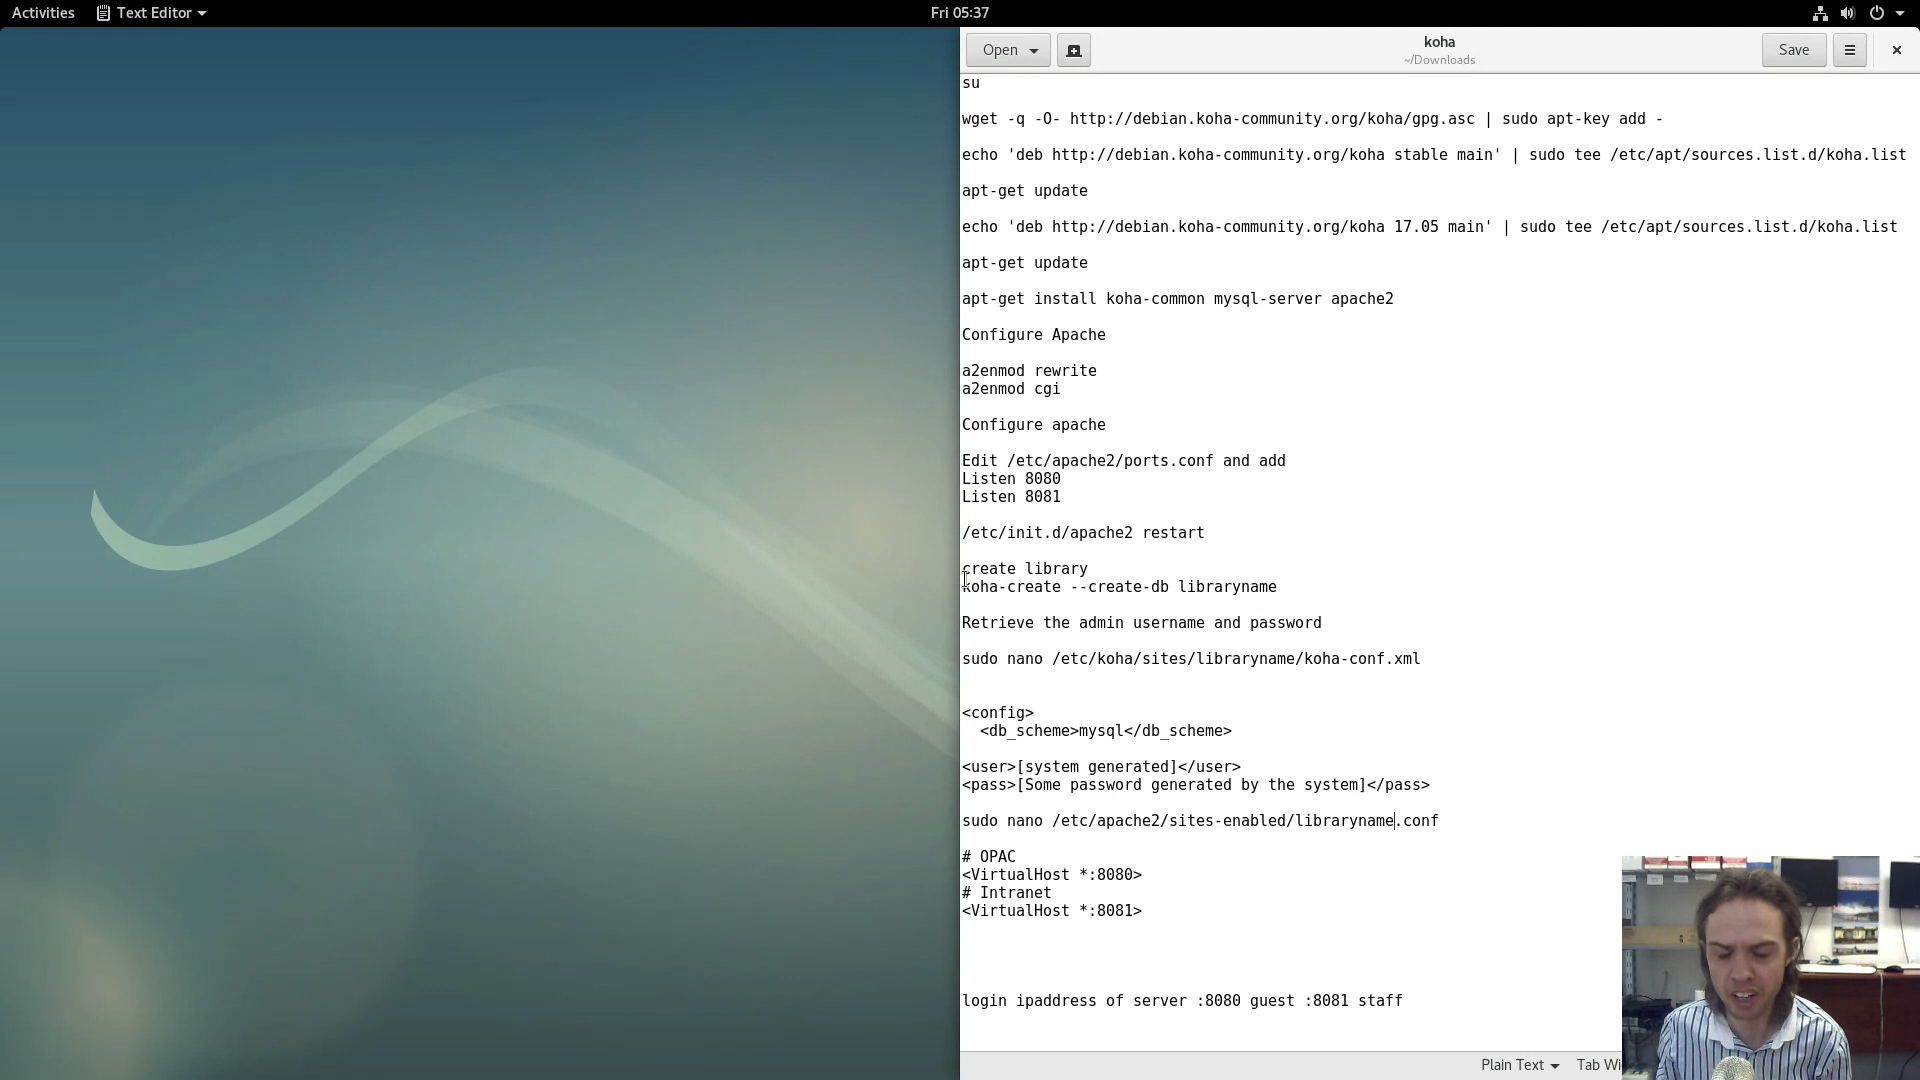 Activities
Text Editor
Fri 05:37
Open
koha
~/Downloads
Save
su
wget -q -O- http://debian.koha-community.org/koha/gpg.asc | sudo apt-key add -
echo 'deb http://debian.koha-community.org/koha stable main' | sudo tee /etc/apt/sources.list.d/koha.list
apt-get update
echo 'deb http://debian.koha-community.org/koha 17.05 main' | sudo tee /etc/apt/sources.list.d/koha.list
apt-get update
apt-get install koha-common mysql-server apache2
Configure Apache
a2enmod rewrite
a2enmod cgi
Configure apache
Edit /etc/apache2/ports.conf and add
Listen 8080
Listen 8081
/etc/init.d/apache2 restart
create library
koha-create --create-db libraryname
Retrieve the admin username and password
sudo nano /etc/koha/sites/libraryname/koha-conf.xml
<config>
  <db_scheme>mysql</db_scheme>
<user>[system generated]</user>
<pass>[Some password generated by the system]</pass>
sudo nano /etc/apache2/sites-enabled/libraryname.conf
# OPAC
<VirtualHost *:8080>
# Intranet
<VirtualHost *:8081>
login ipaddress of server :8080 guest :8081 staff
Plain Text
Tab Wi